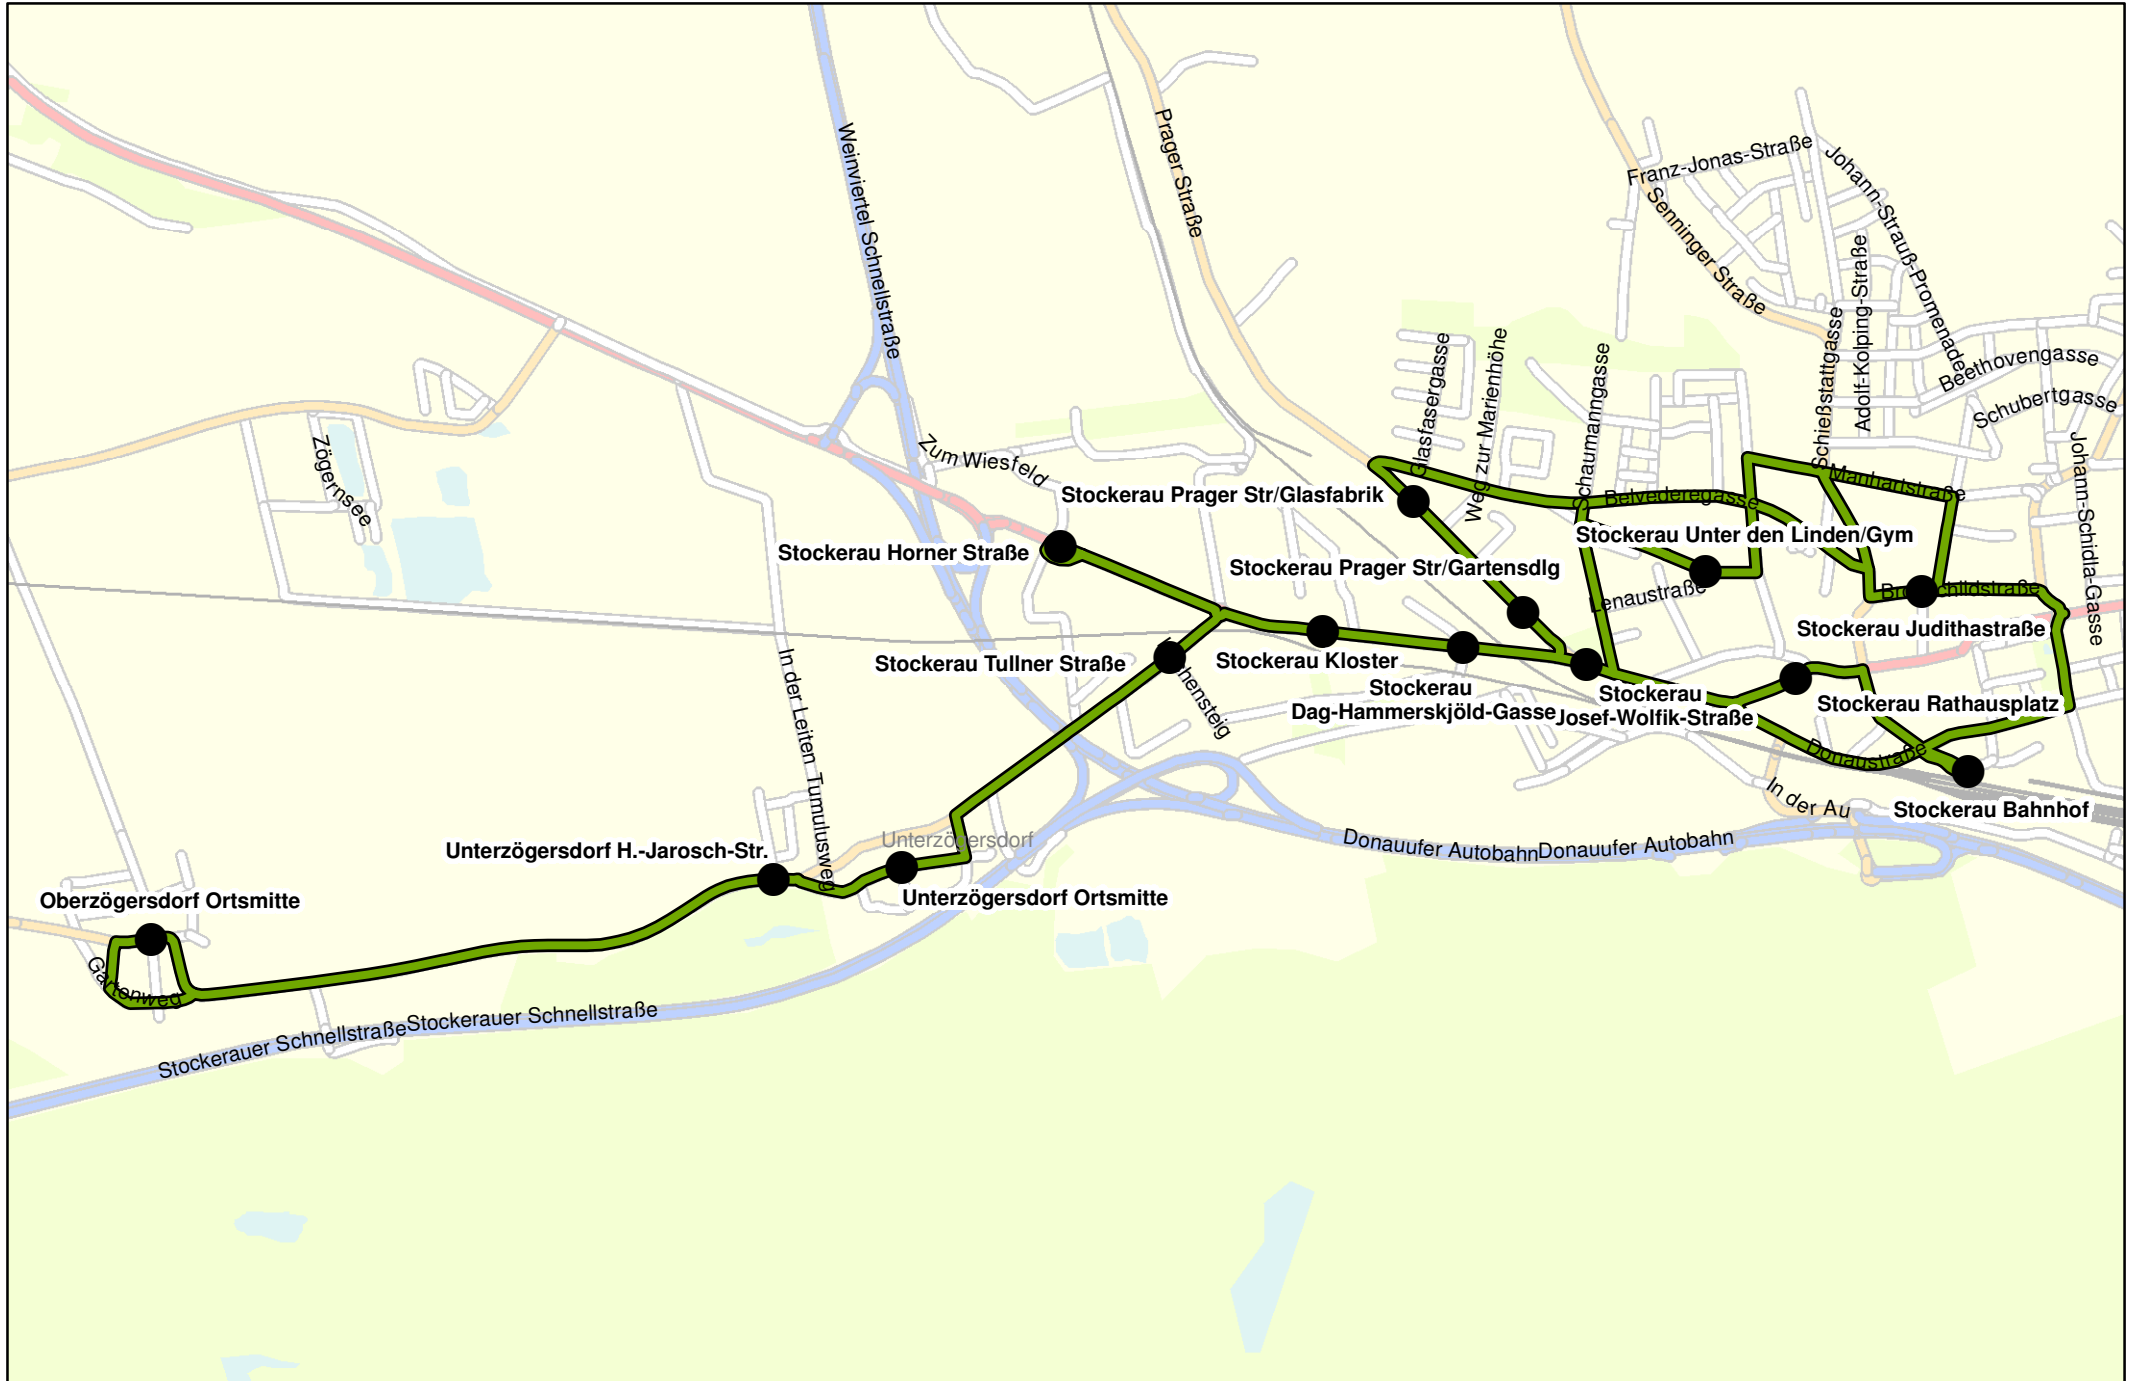 Weinviertel Schnellstraße
Prager Straße
Franz-Jonas-Straße
Johann-Strauß-Promenade
Senninger Straße
Adolf-Kolping-Straße
Schießstattgasse
Beethovengasse
Schubertgasse
Johann-Schidla-Gasse
Glasfasergasse
Weg zur Marienhöhe
Schaumanngasse
Zögernsee
Zum Wiesfeld
Manhartstraße
Belvederegasse
Stockerau Prager Str/Glasfabrik
Stockerau Unter den Linden/Gym
Stockerau Horner Straße
Stockerau Prager Str/Gartensdlg
Lenaustraße
Stockerau Judithastraße
Stockerau Tullner Straße
Stockerau Kloster
Stockerau
Dag-Hammerskjöld-Gasse
Stockerau
Josef-Wolfik-Straße
Stockerau Rathausplatz
Donaustraße
In der Leiten Tumulusweg
In der Au
Stockerau Bahnhof
Unterzögersdorf
Donauufer Autobahn
Donauufer Autobahn
Unterzögersdorf H.-Jarosch-Str.
Unterzögersdorf Ortsmitte
Oberzögersdorf Ortsmitte
Gartenweg
Stockerauer Schnellstraße
Stockerauer Schnellstraße